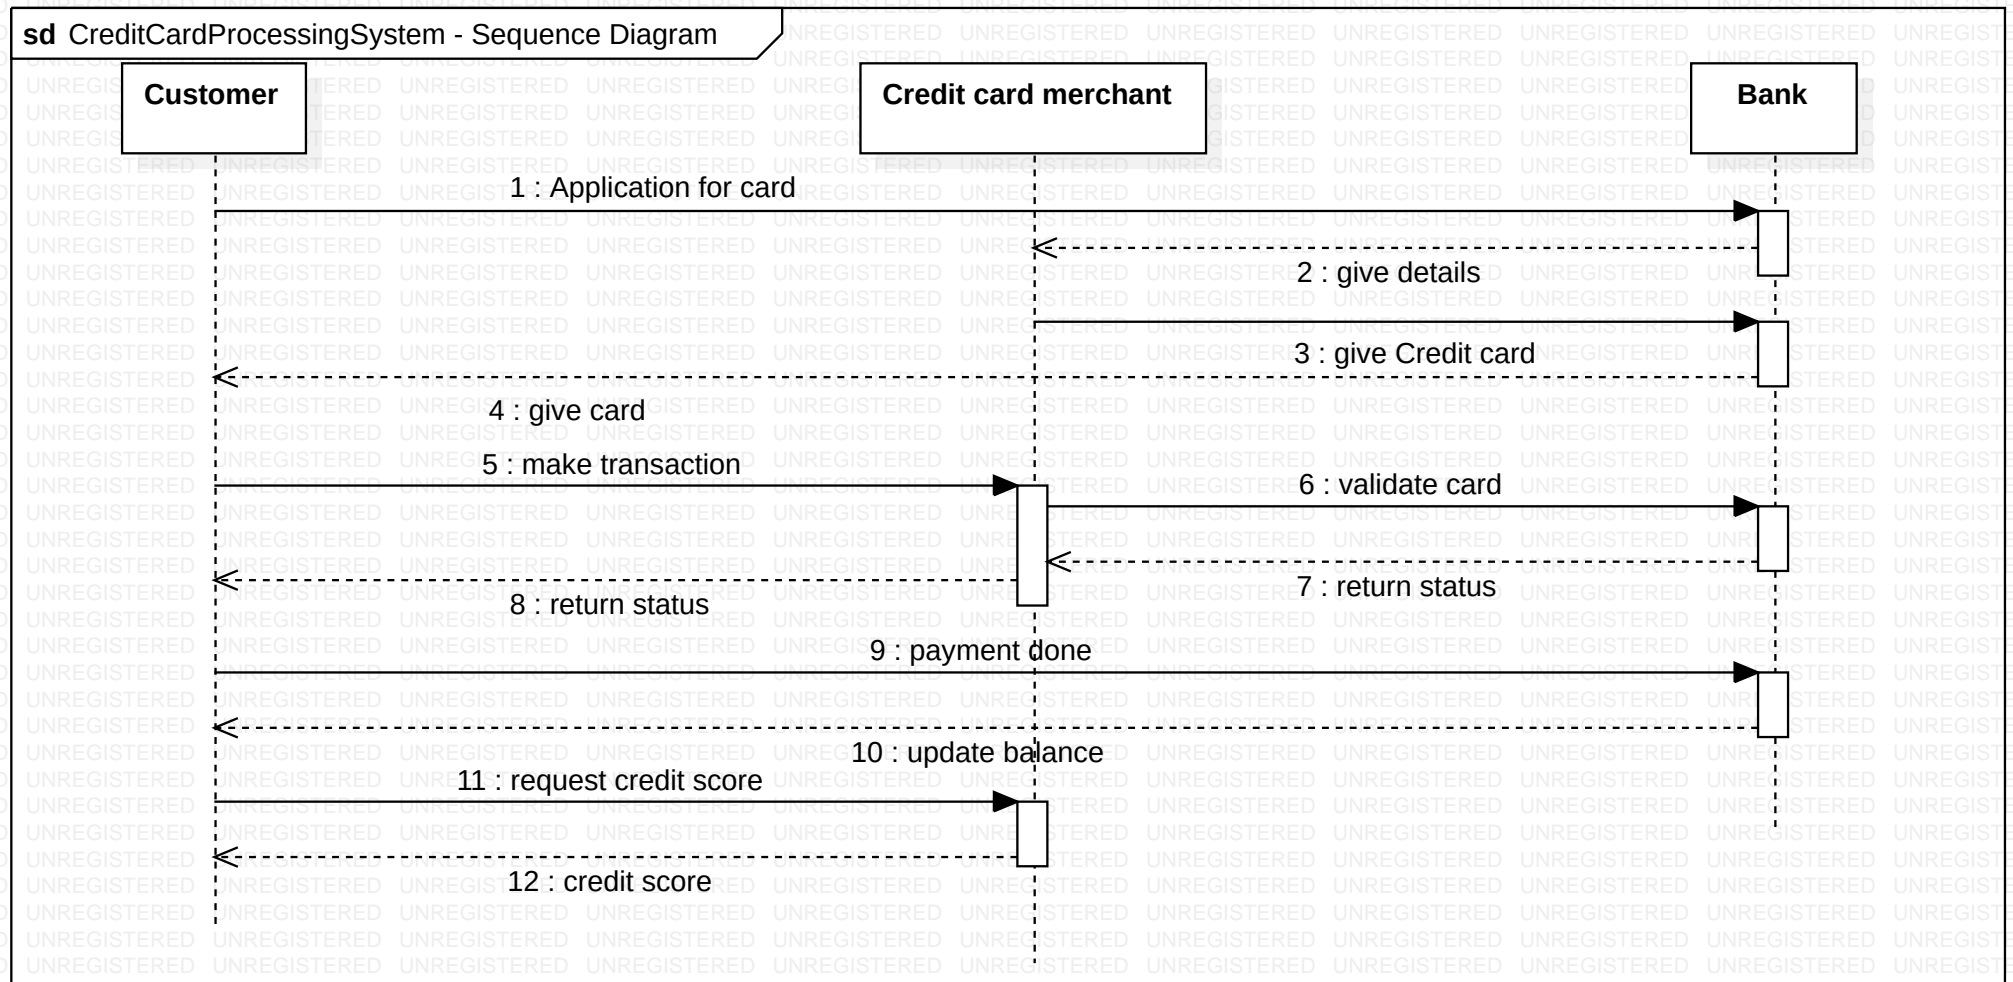 sd CreditCardProcessingSystem - Sequence Diagram
Customer
Credit card merchant
Bank
1 : Application for card
2 : give details
3 : give Credit card
4 : give card
5 : make transaction
6 : validate card
7 : return status
8 : return status
9 : payment done
10 : update balance
11 : request credit score
12 : credit score
UNREGISTERED